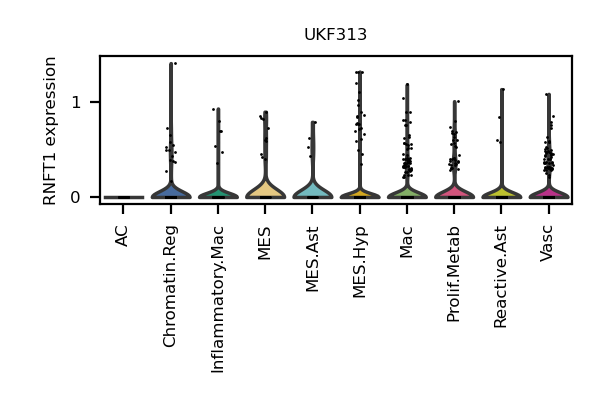 UKF313
RNFT1 expression
1
0
AC
Chromatin.Reg
Inflammatory.Mac
MES
MES.Ast
MES.Hyp
Mac
Prolif.Metab
Reactive.Ast
Vasc